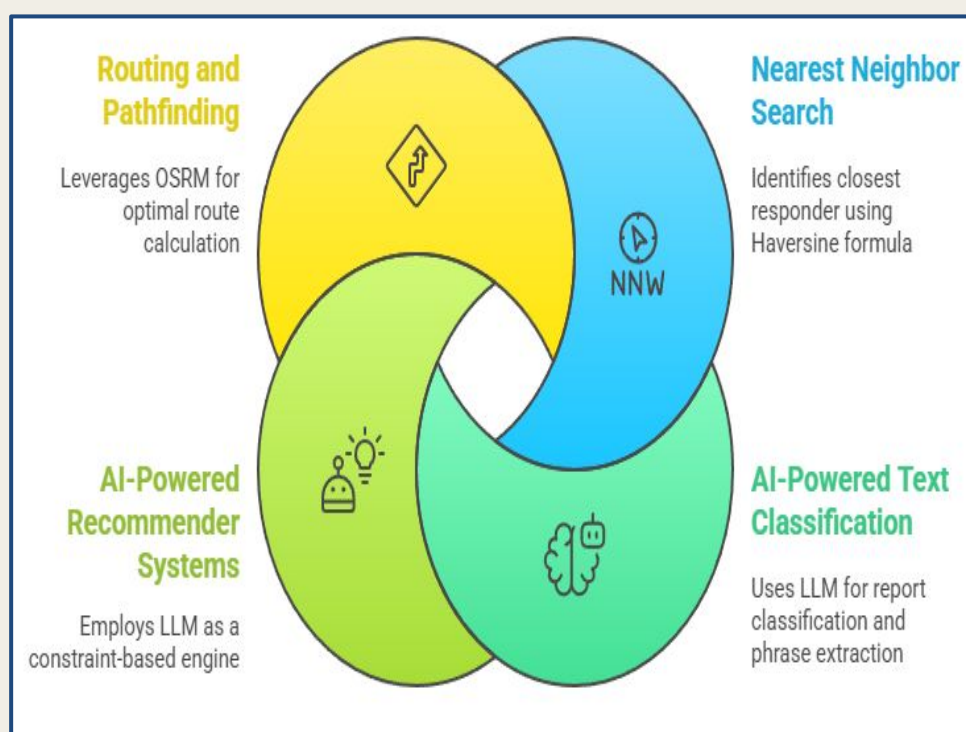 Routing and
Pathfinding
Leverages OSRM for
optimal route
calculation
Nearest Neighbor
Search
Identifies closest
responder using
Haversine formula
NNW
AI-Powered
Recommender
Systems
Employs LLM as a
constraint-based engine
AI-Powered Text
Classification
Uses LLM for report
classification and
phrase extraction